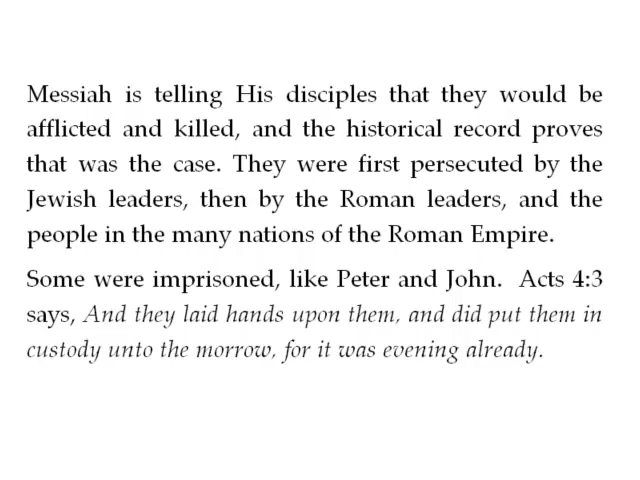 Messiah is telling His disciples that they would be
afflicted and killed, and the historical record proves
that was the case. They were first persecuted by the
Jewish leaders, then by the Roman leaders, and the
people in the many nations of the Roman Empire.
Some were imprisoned, like Peter and John.  Acts 4:3
says, And they laid hands upon them, and did put them in
custody unto the morrow, for it was evening already.